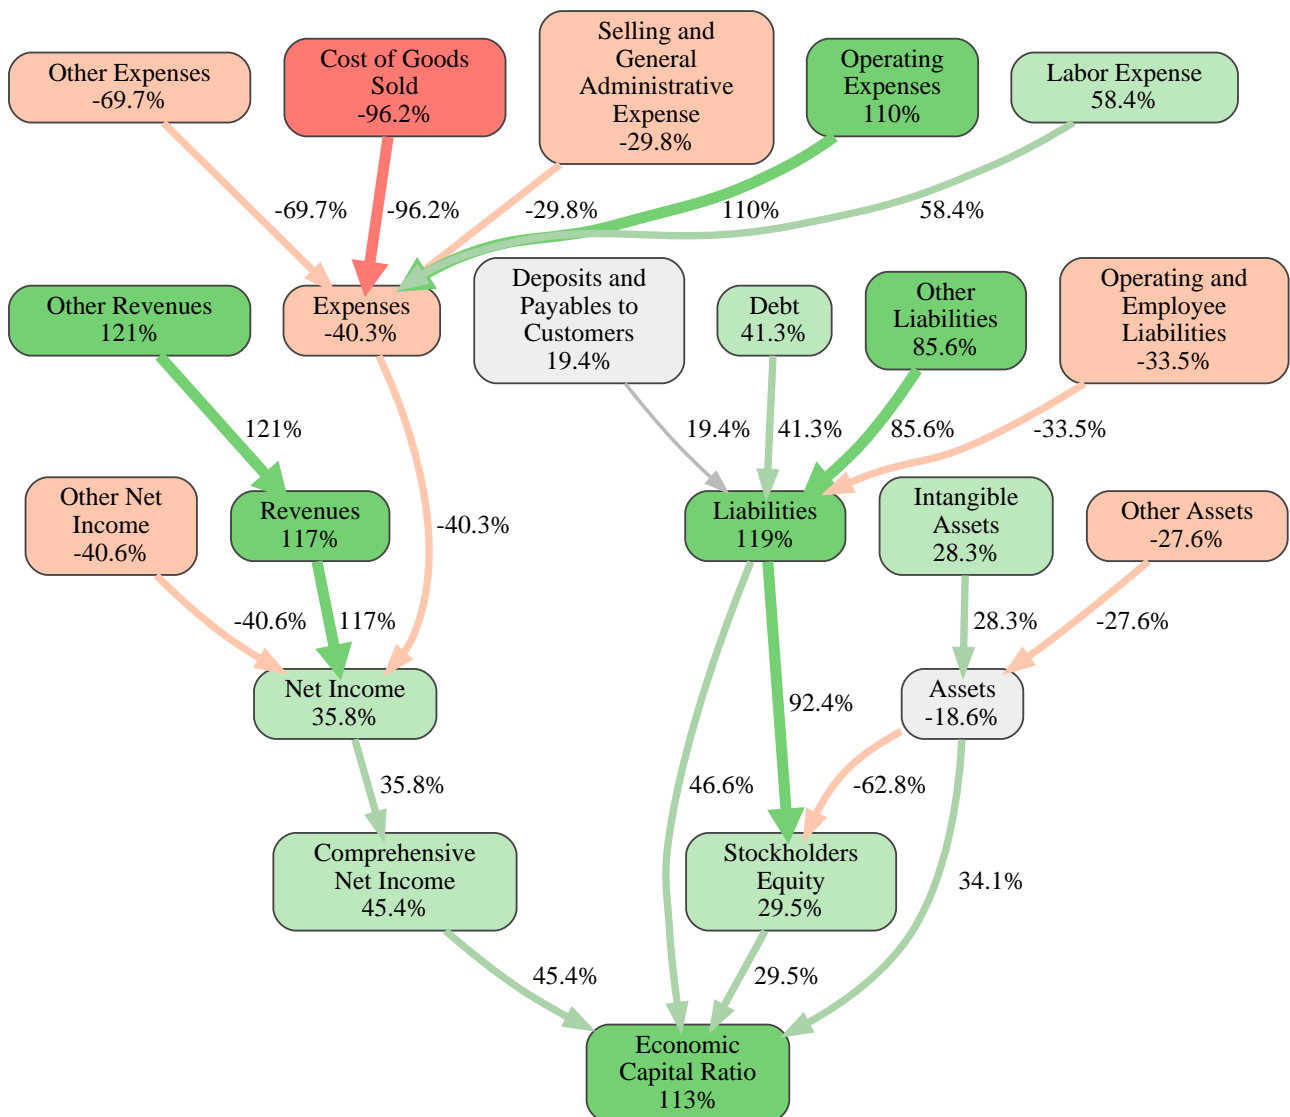 Other Expenses
-69.7%
Cost of Goods
Sold
-96.2%
Selling and
General
Administrative
Expense
-29.8%
Operating
Expenses
110%
Labor Expense
58.4%
-69.7%
-96.2%
-29.8%
110%
58.4%
Other Revenues
121%
Expenses
-40.3%
Deposits and
Payables to
Customers
19.4%
Debt
41.3%
Other
Liabilities
85.6%
Operating and
Employee
Liabilities
-33.5%
121%
19.4%
41.3%
85.6%
-33.5%
Other Net
Income
-40.6%
Revenues
117%
-40.3%
Liabilities
119%
Intangible
Assets
28.3%
Other Assets
-27.6%
-40.6%
117%
28.3%
-27.6%
Net Income
35.8%
92.4%
Assets
-18.6%
35.8%
46.6%
-62.8%
Comprehensive
Net Income
45.4%
Stockholders
Equity
29.5%
34.1%
45.4%
29.5%
Economic
Capital Ratio
113%